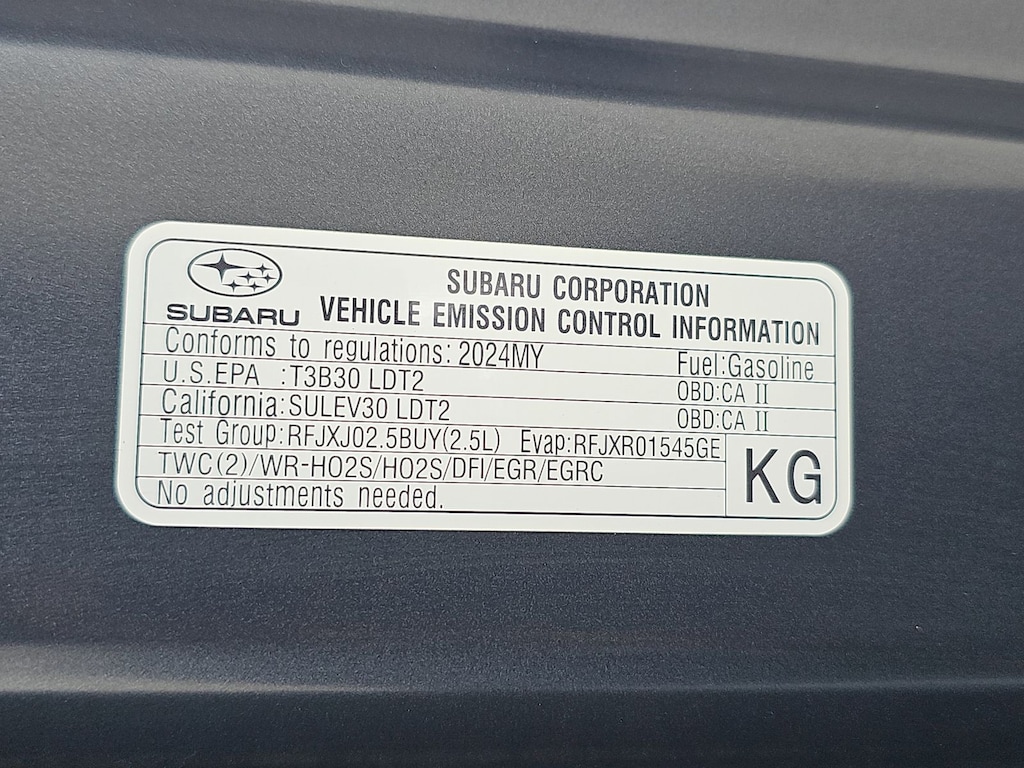 SUBARU CORPORATION
SUBARU VEHICLE EMISSION CONTROL INFORMATION
Conforms to regulations: 2024MY Fuel:Gasoline
U.S.EPA :T3B30 LDT2 OBD:CA II
California:SULEV30 LDT2 OBD:CA II
Test Group:RFJXJ02.5BUY(2.5L) Evap:RFJXR01545GE
TWC(2)/WR-HO2S/HO2S/DFI/EGR/EGRC
No adjustments needed.
KG